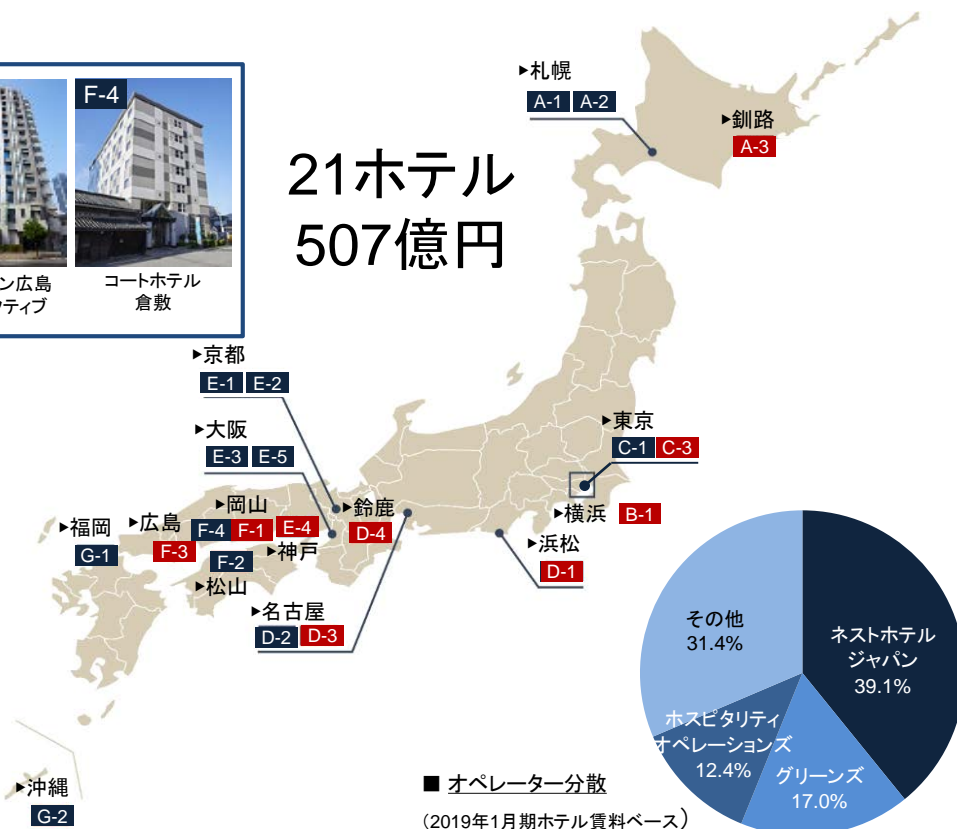 F-4
ン広島
ティブ
コートホテル
倉敷
21ホテル
507億円
▶札幌
A-1 A-2
▶釧路
A-3
▶京都
E-1 E-2
▶大阪
E-3 E-5
▶東京
C-1 C-3
▶横浜 B-1
▶浜松
D-1
▶鈴鹿
D-4
▶岡山
F-4 F-1 E-4
▶広島
F-3
▶福岡
G-1
▶神戸
F-2
▶松山
▶名古屋
D-2 D-3
▶沖縄
G-2
その他
31.4%
ネストホテル
ジャパン
39.1%
ホスピタリティ
オペレーションズ
12.4%
グリーンズ
17.0%
■ オペレーター分散
(2019年1月期ホテル賃料ベース)